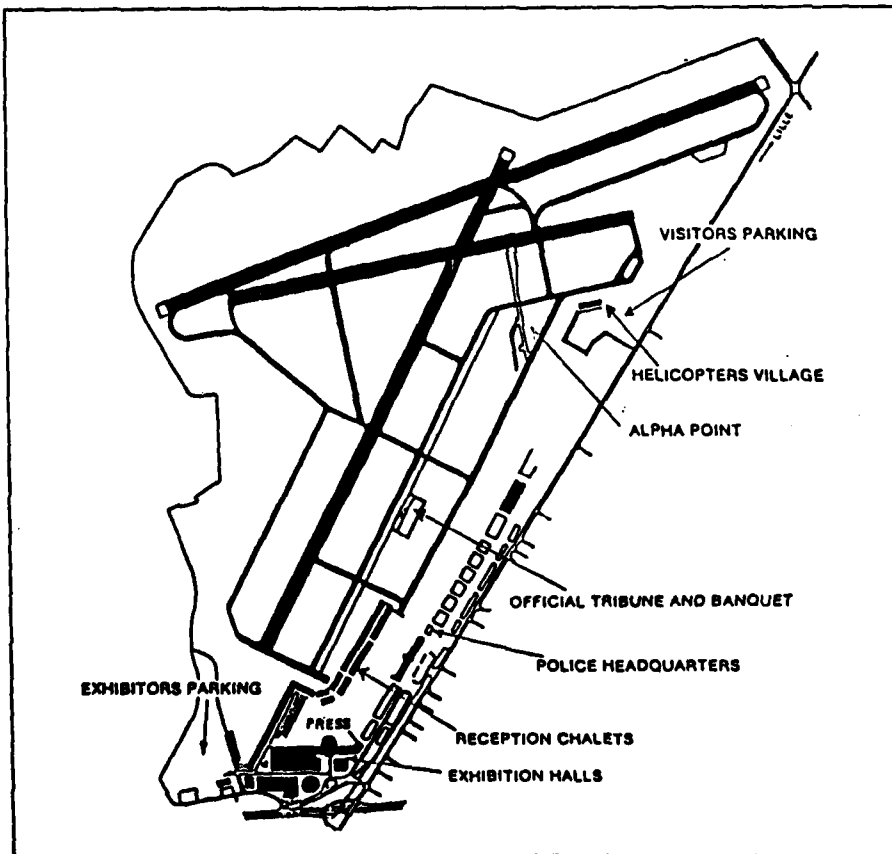 LILLE
VISITORS PARKING
HELICOPTERS VILLAGE
ALPHA POINT
OFFICIAL TRIBUNE AND BANQUET
POLICE HEADQUARTERS
EXHIBITORS PARKING
PRESS
RECEPTION CHALETS
EXHIBITION HALLS